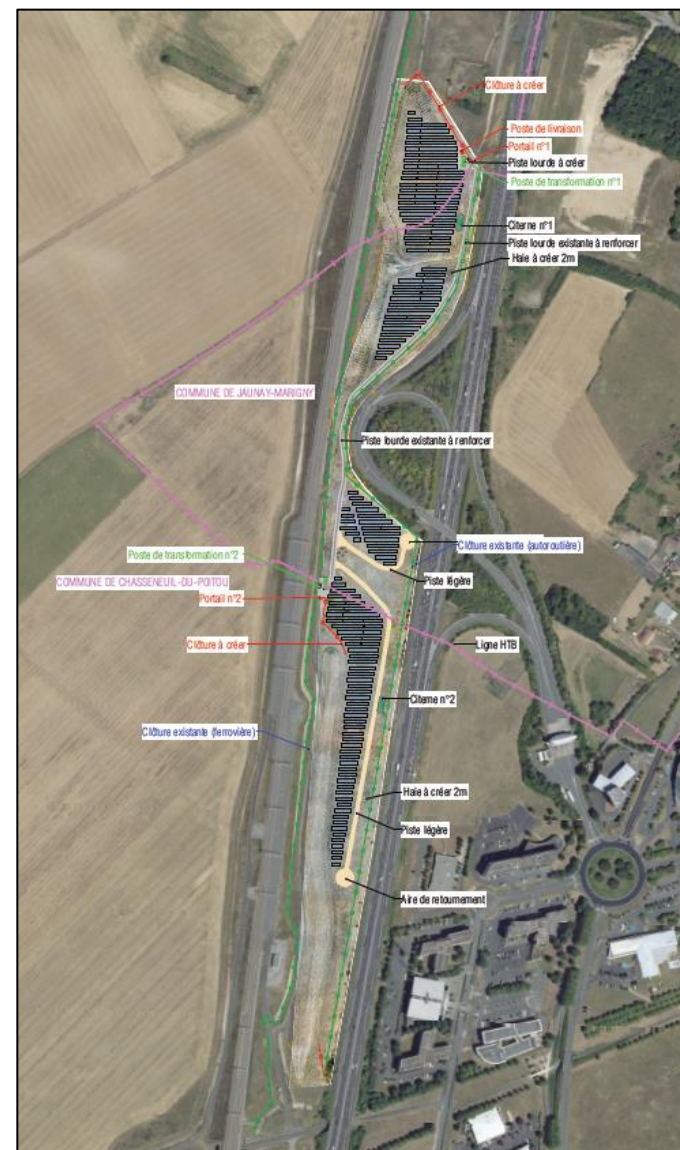 Clôture à créer
Poste de livraison
Portail n°1
Piste lourde à créer
Poste de transformation n°1
Citerne n°1
Piste lourde existante à renforcer
Haie à créer 2m
COMMUNE DE JAUNAY-MARIGNY
Piste lourde existante à renforcer
Clôture existante (autoroutière)
Poste de transformation n°2
Piste légère
COMMUNE DE CHASSENEUIL-DU-POITOU
Portail n°2
Clôture à créer
Ligne HTB
Citerne n°2
Clôture existante (ferrovière)
Haie à créer 2m
Piste légère
Aire de retournement